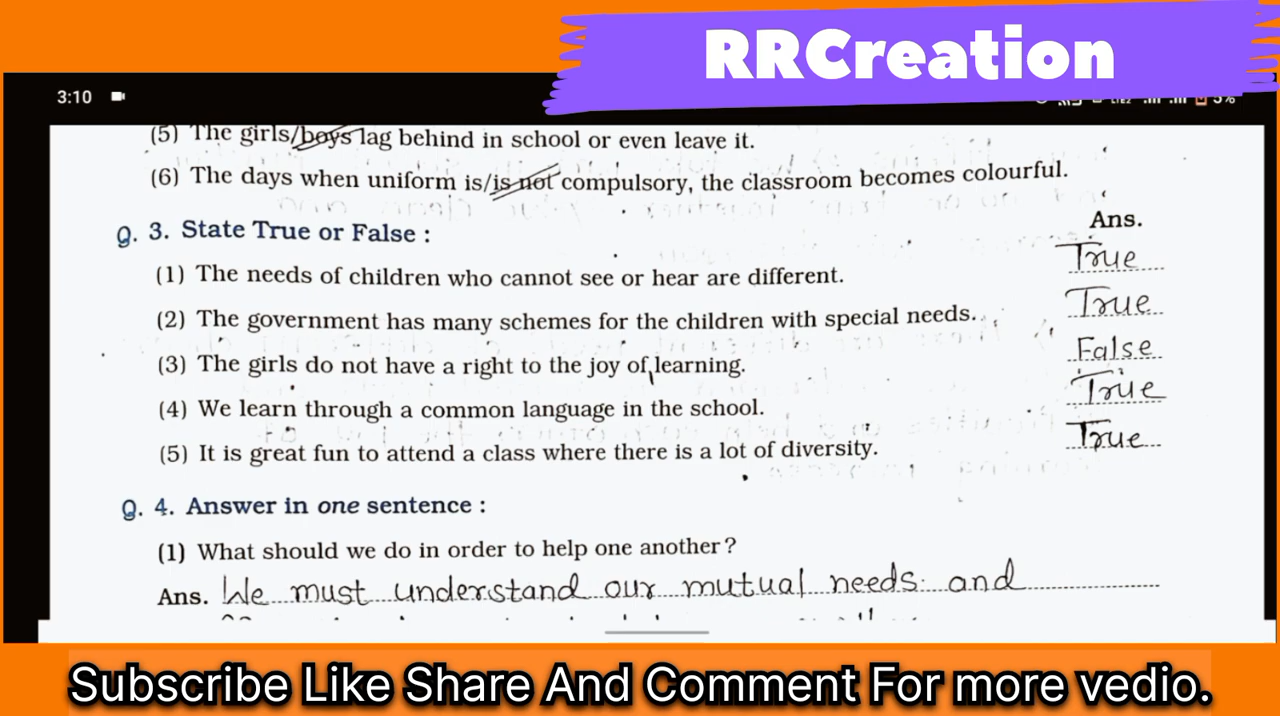 RRCreation
3:10
5%
(5) The girls/boys lag behind in school or even leave it.
(6) The days when uniform is/is not compulsory, the classroom becomes colourful.
Q. 3. State True or False :
Ans.
(1) The needs of children who cannot see or hear are different. True
(2) The government has many schemes for the children with special needs. True
(3) The girls do not have a right to the joy of learning. False
(4) We learn through a common language in the school. True
(5) It is great fun to attend a class where there is a lot of diversity. True
Q. 4. Answer in one sentence :
(1) What should we do in order to help one another?
Ans. We must understand our mutual needs and
Subscribe Like Share And Comment For more vedio.